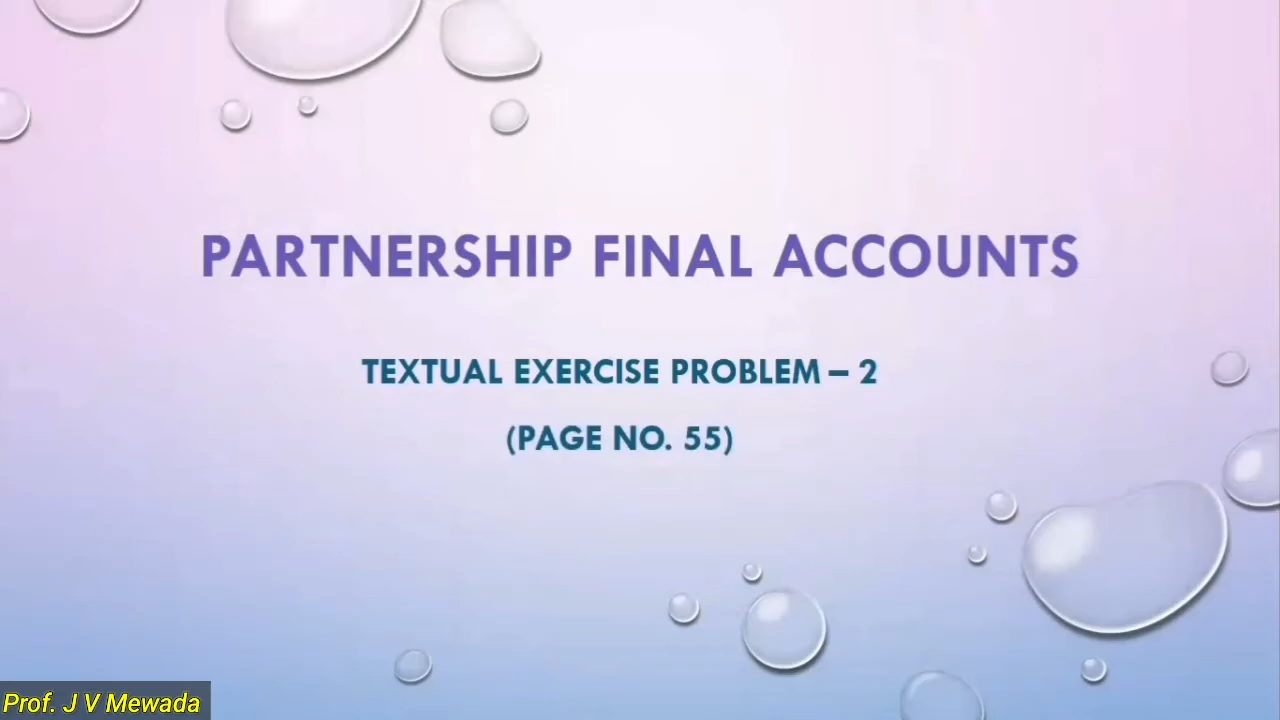 PARTNERSHIP FINAL ACCOUNTS
TEXTUAL EXERCISE PROBLEM – 2
(PAGE NO. 55)
Prof. J V Mewada